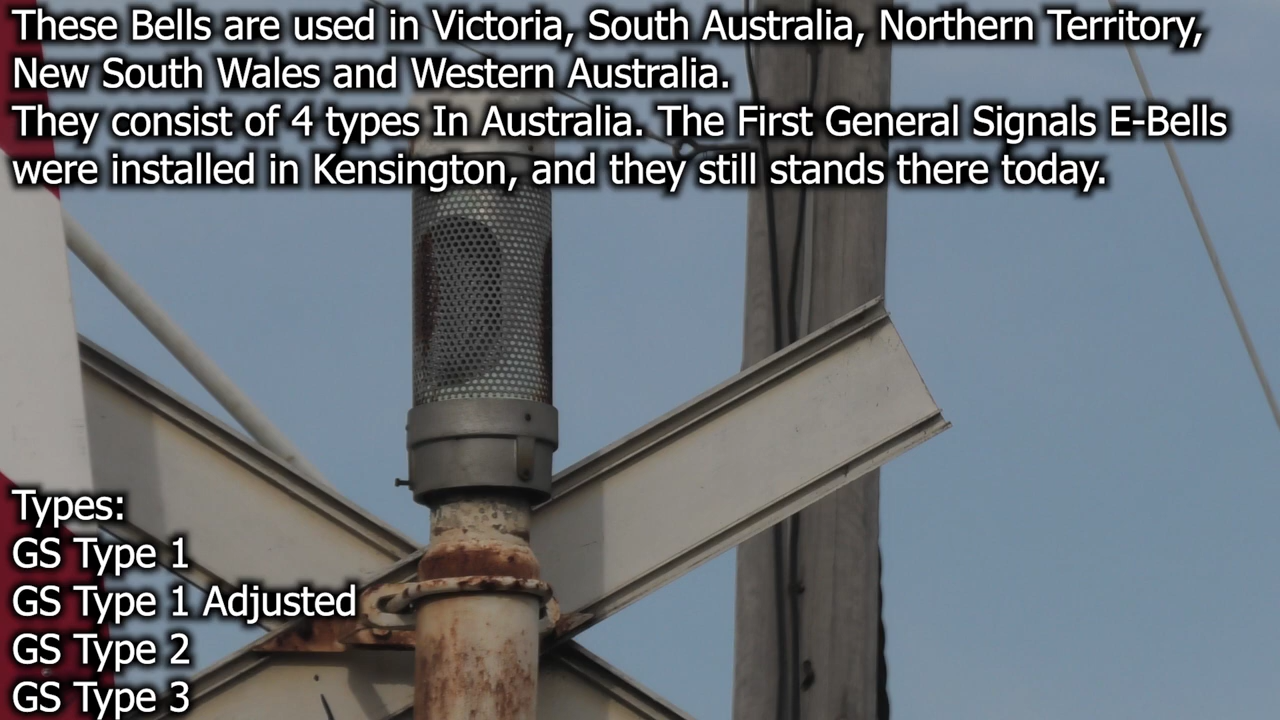 These Bells are used in Victoria, South Australia, Northern Territory,
New South Wales and Western Australia.
They consist of 4 types In Australia. The First General Signals E-Bells
were installed in Kensington, and they still stands there today.
Types:
GS Type 1
GS Type 1 Adjusted
GS Type 2
GS Type 3